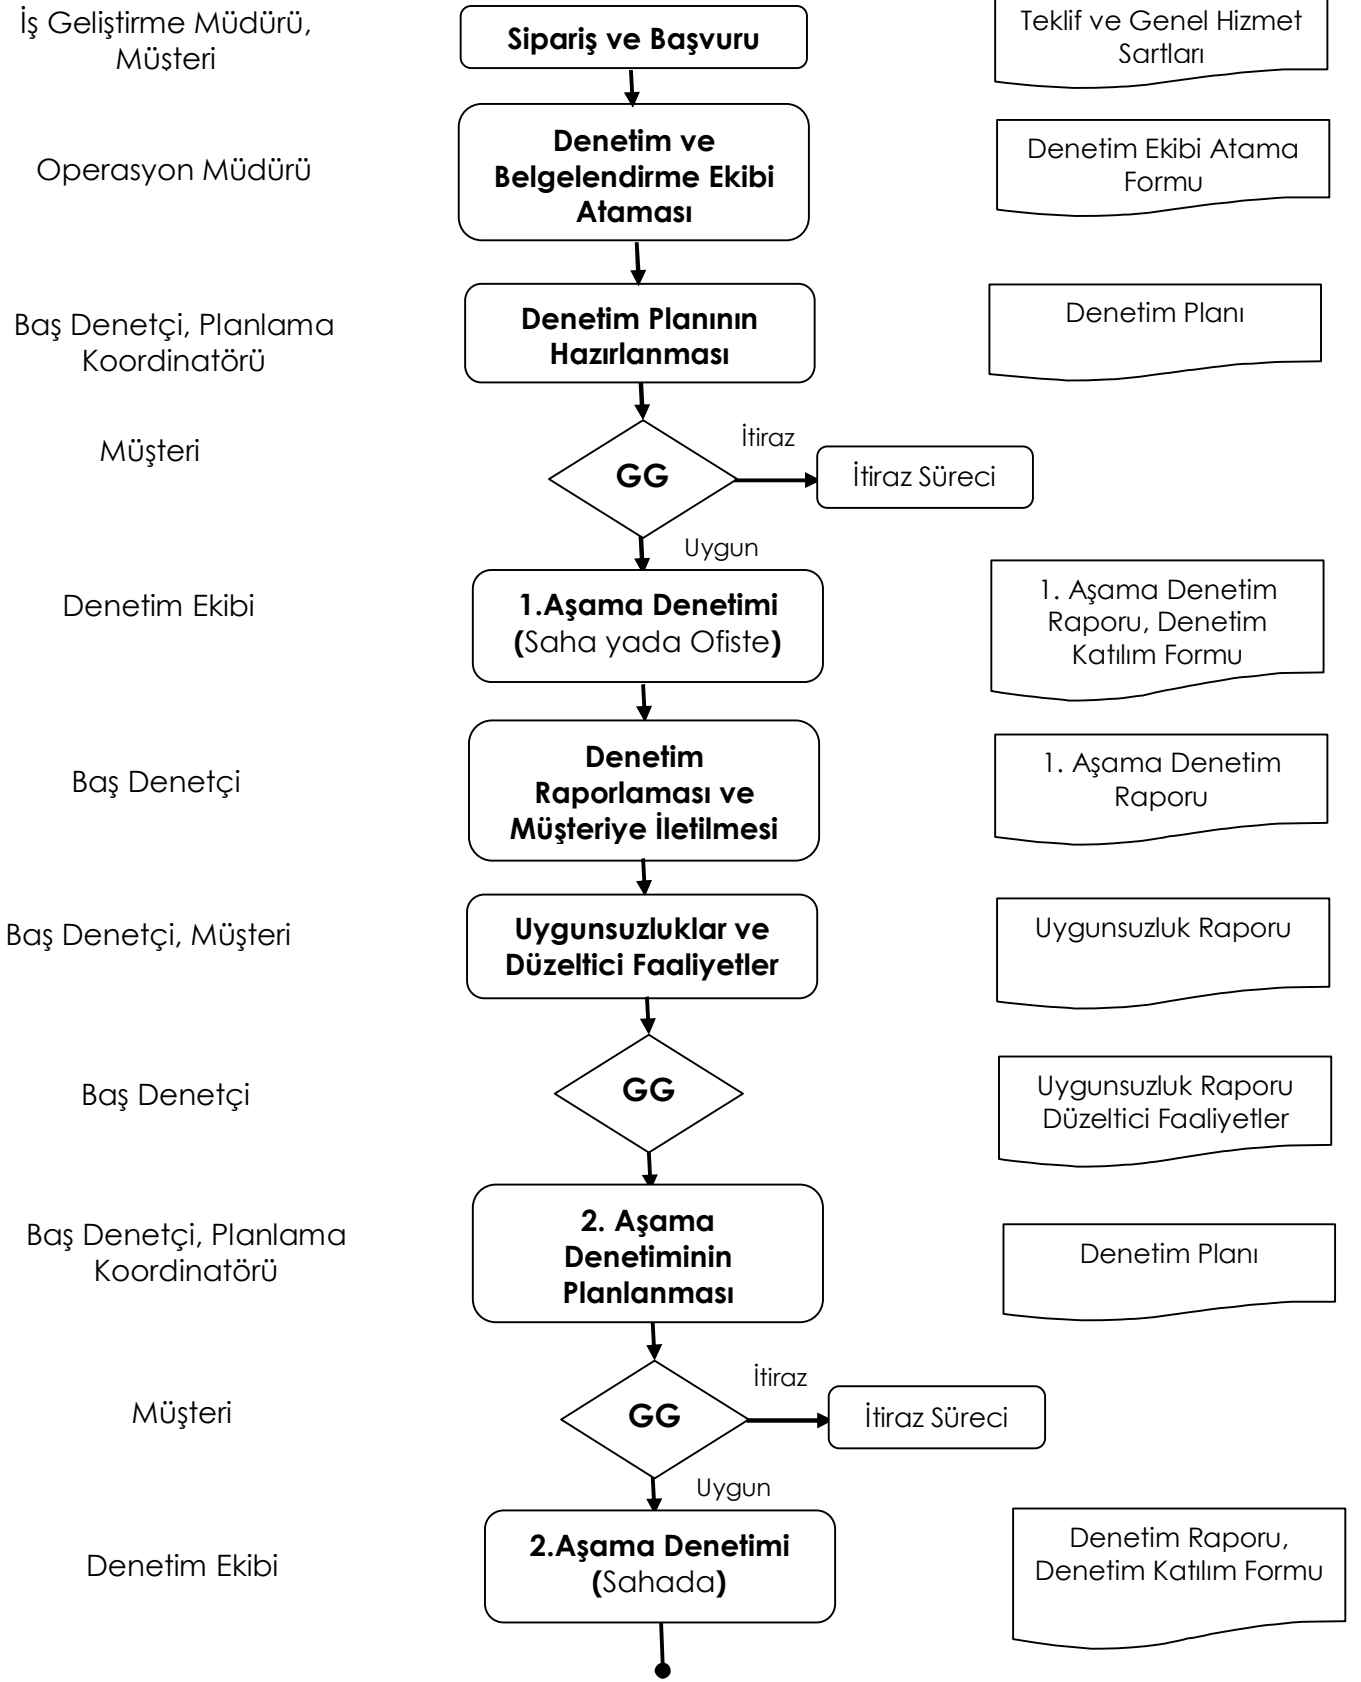 İş Geliştirme Müdürü,
Müşteri
Sipariş ve Başvuru
Teklif ve Genel Hizmet
Sartları
Operasyon Müdürü
Denetim ve
Belgelendirme Ekibi
Ataması
Denetim Ekibi Atama
Formu
Baş Denetçi, Planlama
Koordinatörü
Denetim Planının
Hazırlanması
Denetim Planı
Müşteri
GG
İtiraz
İtiraz Süreci
Uygun
Denetim Ekibi
1.Aşama Denetimi
(Saha yada Ofiste)
1. Aşama Denetim
Raporu, Denetim
Katılım Formu
Baş Denetçi
Denetim
Raporlaması ve
Müşteriye İletilmesi
1. Aşama Denetim
Raporu
Baş Denetçi, Müşteri
Uygunsuzluklar ve
Düzeltici Faaliyetler
Uygunsuzluk Raporu
Baş Denetçi
GG
Uygunsuzluk Raporu
Düzeltici Faaliyetler
Baş Denetçi, Planlama
Koordinatörü
2. Aşama
Denetiminin
Planlanması
Denetim Planı
Müşteri
GG
İtiraz
İtiraz Süreci
Uygun
Denetim Ekibi
2.Aşama Denetimi
(Sahada)
Denetim Raporu,
Denetim Katılım Formu